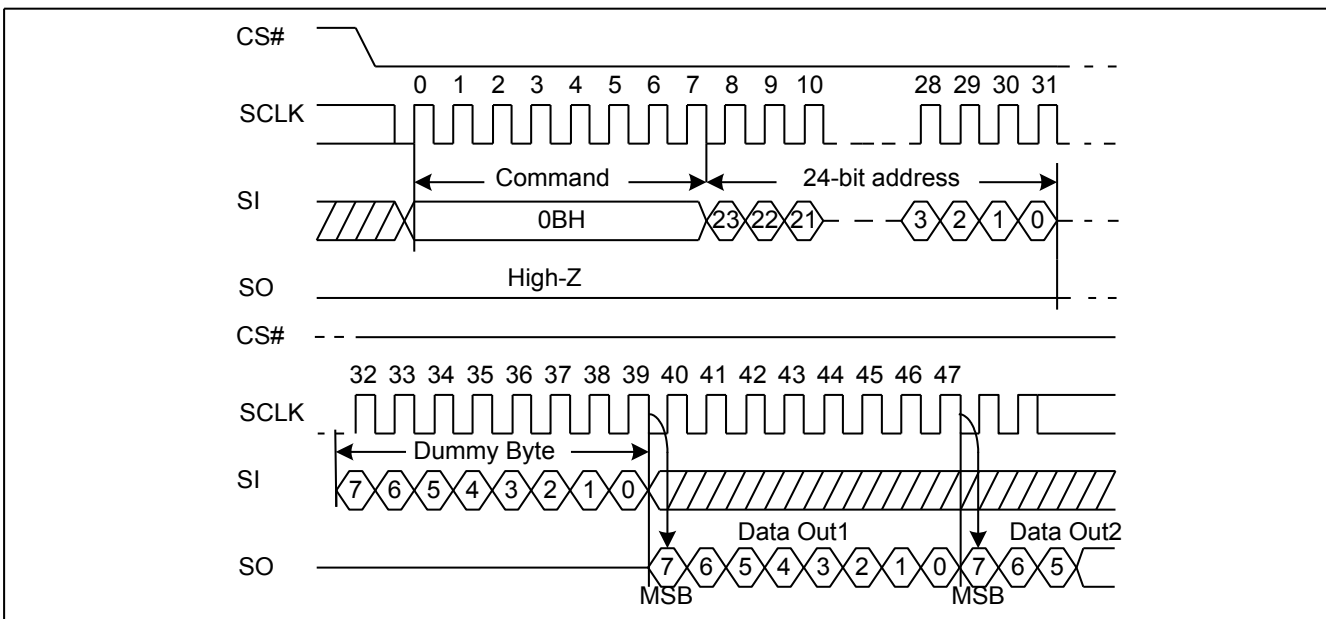 CS#
0 1 2 3 4 5 6 7 8 9 10 28 29 30 31
SCLK
Command 24-bit address
SI
0BH 23 22 21 3 2 1 0
High-Z
SO
CS#
32 33 34 35 36 37 38 39 40 41 42 43 44 45 46 47
SCLK
Dummy Byte
SI
7 6 5 4 3 2 1 0
Data Out1 Data Out2
SO
7 6 5 4 3 2 1 0 7 6 5
MSB MSB